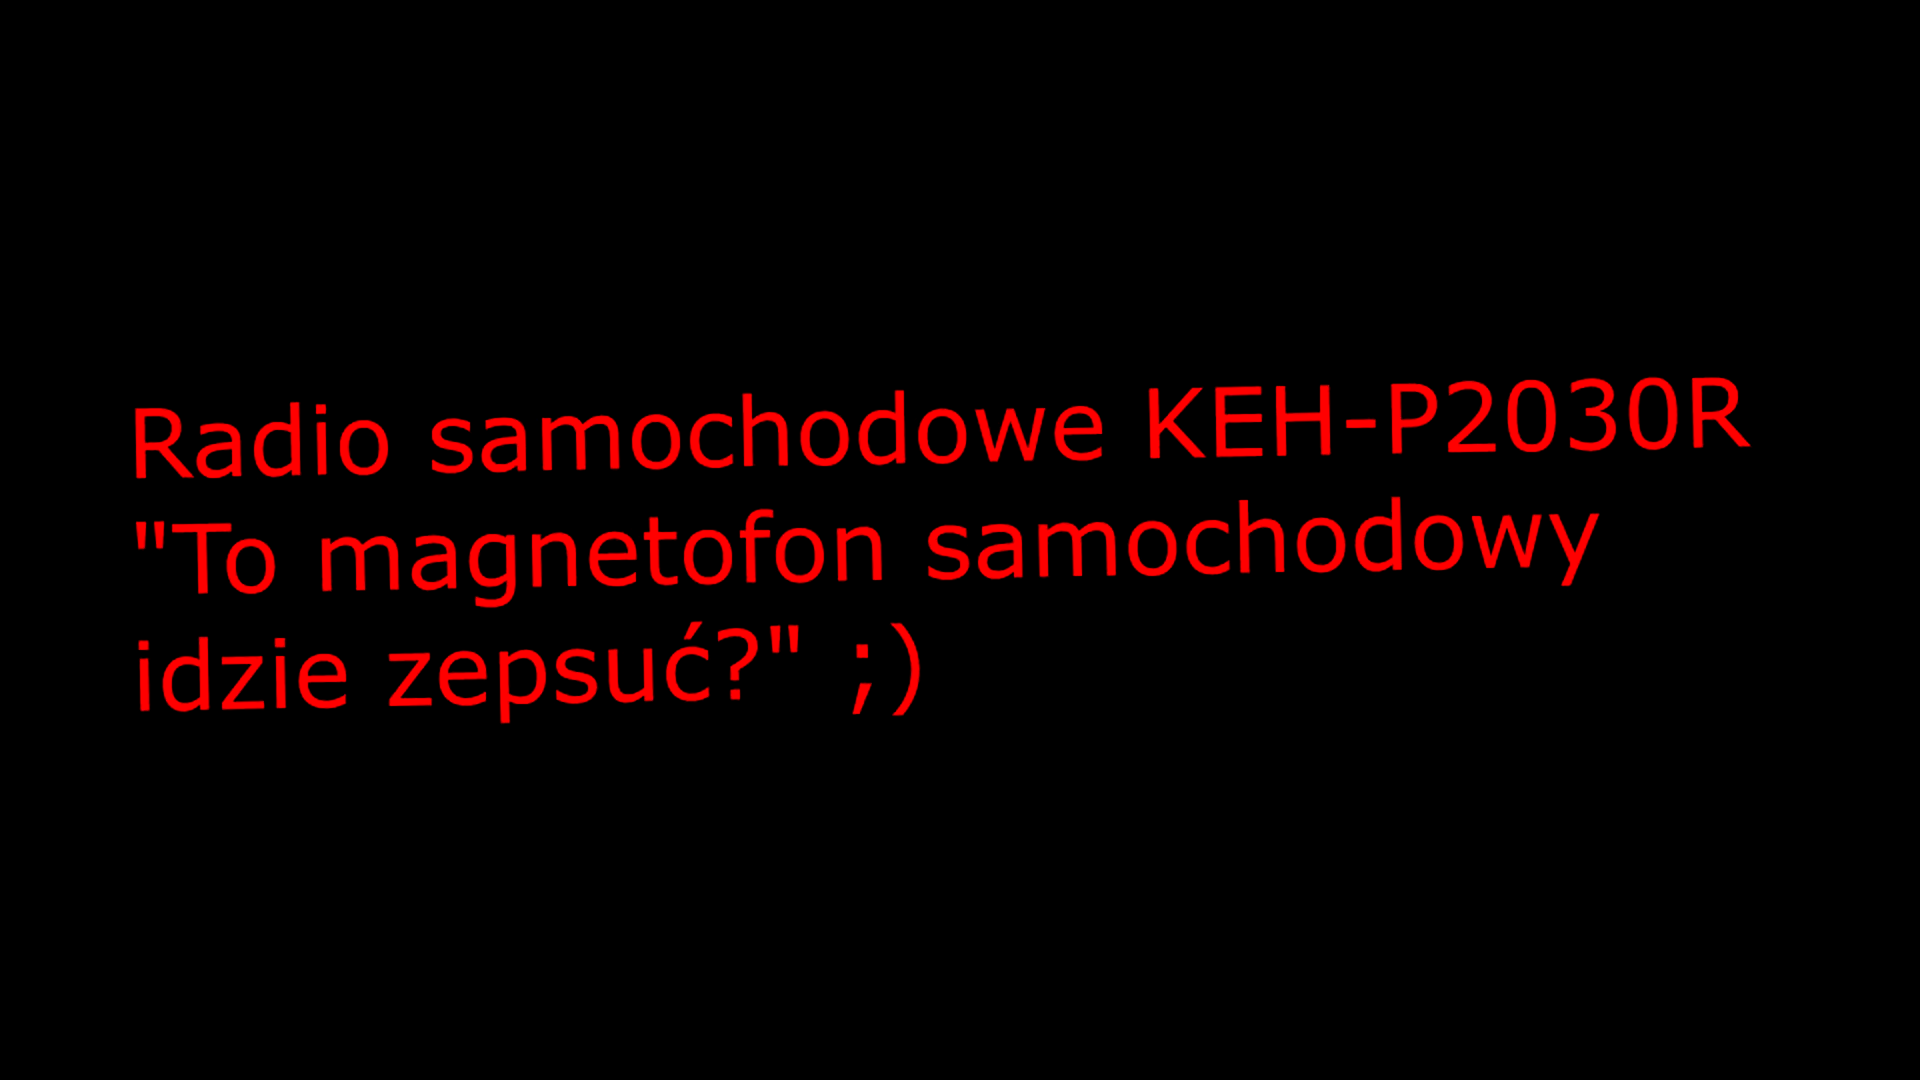 Radio samochodowe KEH-P2030R
"To magnetofon samochodowy
idzie zepsuć?" ;)